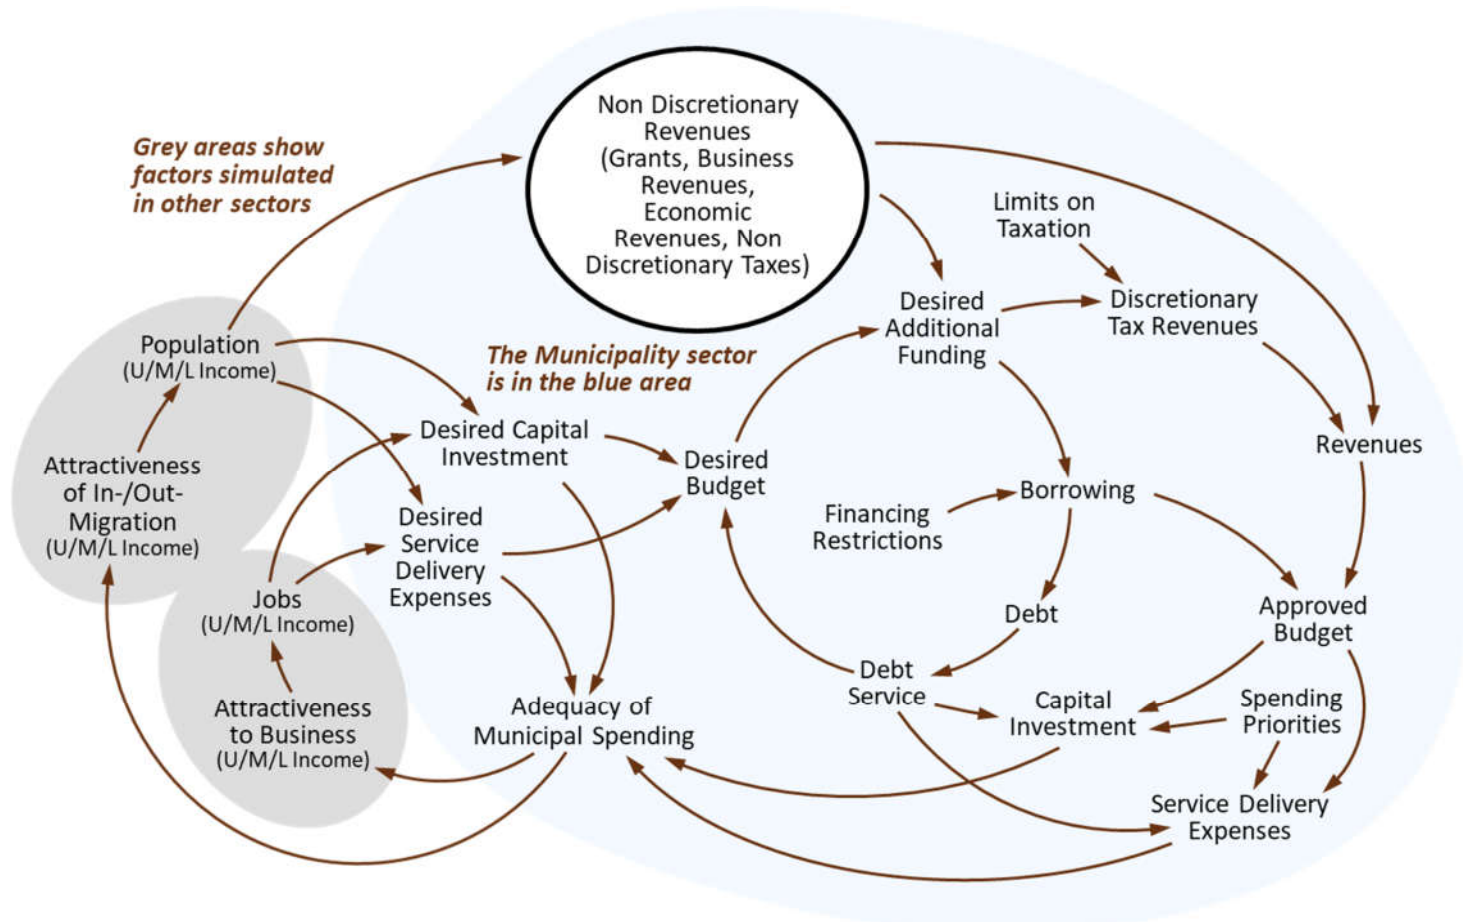 Non Discretionary
Revenues
(Grants, Business
Revenues,
Economic
Revenues, Non
Discretionary Taxes)
Grey areas show
factors simulated
in other sectors
Limits on
Taxation
Desired
Additional
Funding
Discretionary
Tax Revenues
Population
(U/M/L Income)
The Municipality sector
is in the blue area
Desired Capital
Investment
Desired
Budget
Revenues
Attractiveness
of In-/Out-
Migration
(U/M/L Income)
Borrowing
Financing
Restrictions
Desired
Service
Delivery
Expenses
Jobs
(U/M/L Income)
Debt
Approved
Budget
Debt
Service
Capital
Investment
Spending
Priorities
Attractiveness
to Business
(U/M/L Income)
Adequacy of
Municipal Spending
Service Delivery
Expenses